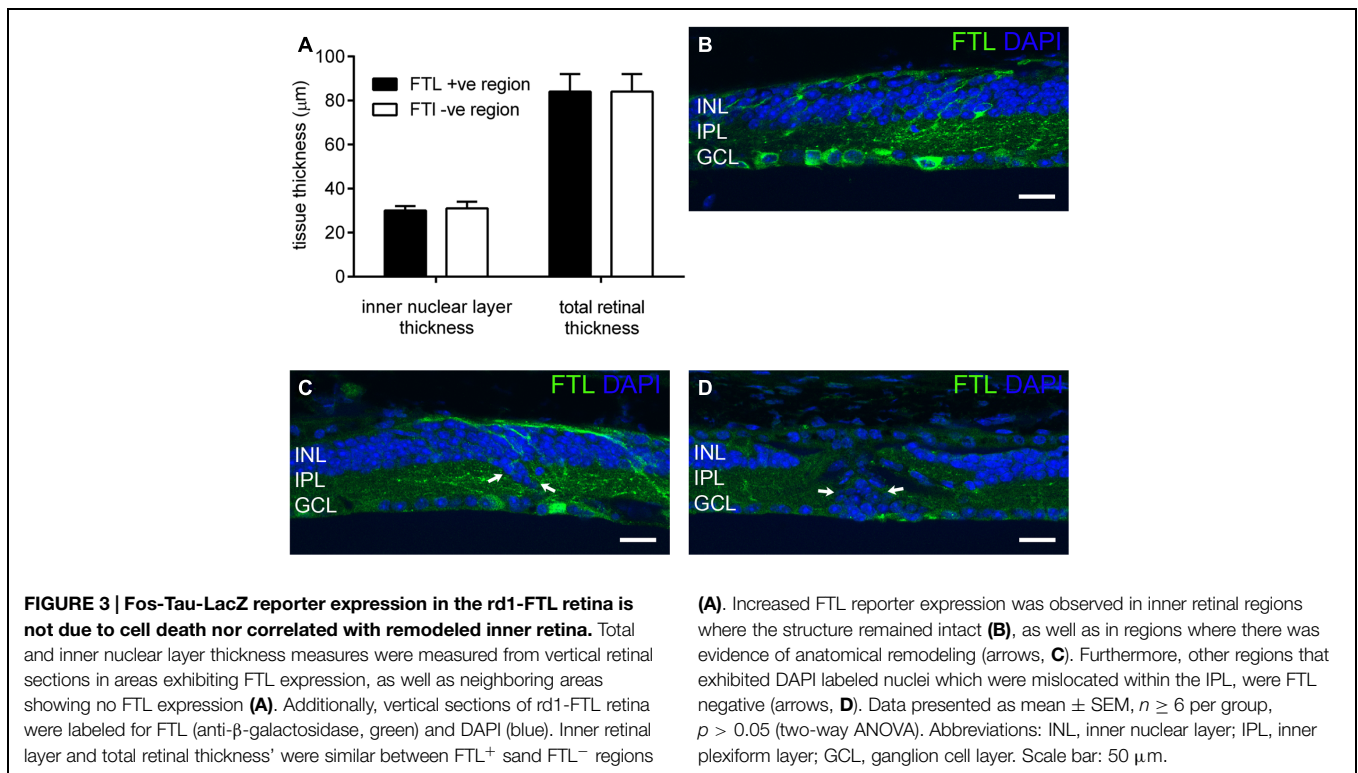 A
100
80
60
40
20
0
tissue thickness (μm)
FTL +ve region
FTI -ve region
inner nuclear layer
thickness
total retinal
thickness
B
FTL DAPI
INL
IPL
GCL
C
FTL DAPI
INL
IPL
GCL
D
FTL DAPI
INL
IPL
GCL
FIGURE 3 | Fos-Tau-LacZ reporter expression in the rd1-FTL retina is
not due to cell death nor correlated with remodeled inner retina. Total
and inner nuclear layer thickness measures were measured from vertical retinal
sections in areas exhibiting FTL expression, as well as neighboring areas
showing no FTL expression (A). Additionally, vertical sections of rd1-FTL retina
were labeled for FTL (anti-β-galactosidase, green) and DAPI (blue). Inner retinal
layer and total retinal thickness' were similar between FTL+ sand FTL− regions
(A). Increased FTL reporter expression was observed in inner retinal regions
where the structure remained intact (B), as well as in regions where there was
evidence of anatomical remodeling (arrows, C). Furthermore, other regions that
exhibited DAPI labeled nuclei which were mislocated within the IPL, were FTL
negative (arrows, D). Data presented as mean ± SEM, n ≥ 6 per group,
p > 0.05 (two-way ANOVA). Abbreviations: INL, inner nuclear layer; IPL, inner
plexiform layer; GCL, ganglion cell layer. Scale bar: 50 μm.